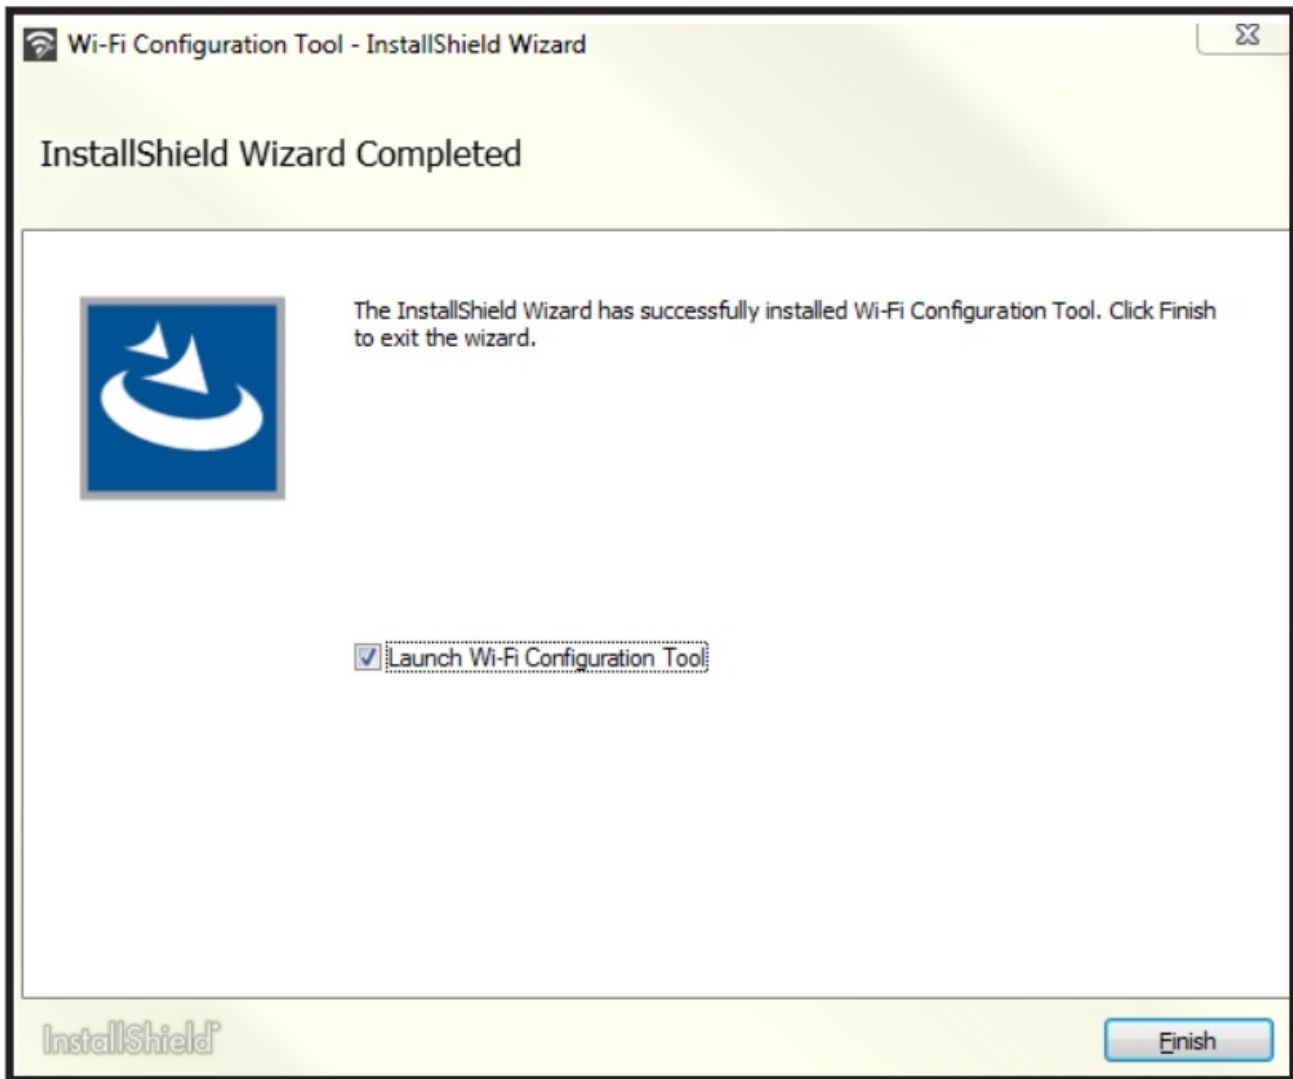 Wi-Fi Configuration Tool - InstallShield Wizard
InstallShield Wizard Completed
The InstallShield Wizard has successfully installed Wi-Fi Configuration Tool. Click Finish
to exit the wizard.
Launch Wi-Fi Configuration Tool
InstallShield
Finish